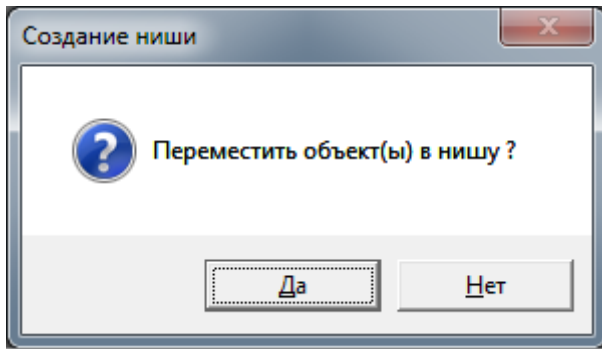 Создание ниши
Переместить объект(ы) в нишу ?
Да
Нет